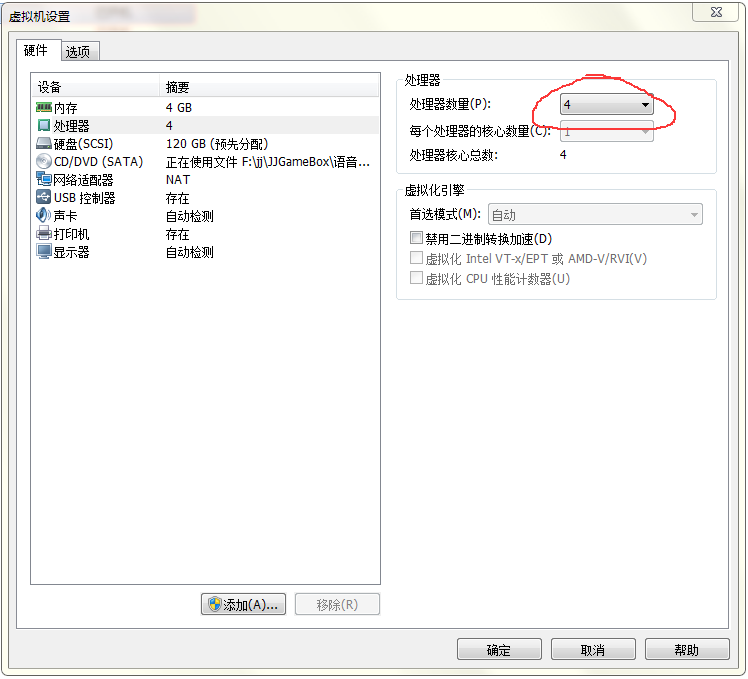 虚拟机设置
硬件 选项
设备 摘要
内存 4 GB
处理器 4
硬盘(SCSI) 120 GB (预先分配)
CD/DVD (SATA) 正在使用文件 F:\jj\JJGameBox\语音...
网络适配器 NAT
USB 控制器 存在
声卡 自动检测
打印机 存在
显示器 自动检测
添加(A)... 移除(R)
处理器
处理器数量(P): 4
每个处理器的核心数量(C): 1
处理器核心总数: 4
虚拟化引擎
首选模式(M): 自动
禁用二进制转换加速(D)
虚拟化 Intel VT-x/EPT 或 AMD-V/RVI(V)
虚拟化 CPU 性能计数器(U)
确定 取消 帮助